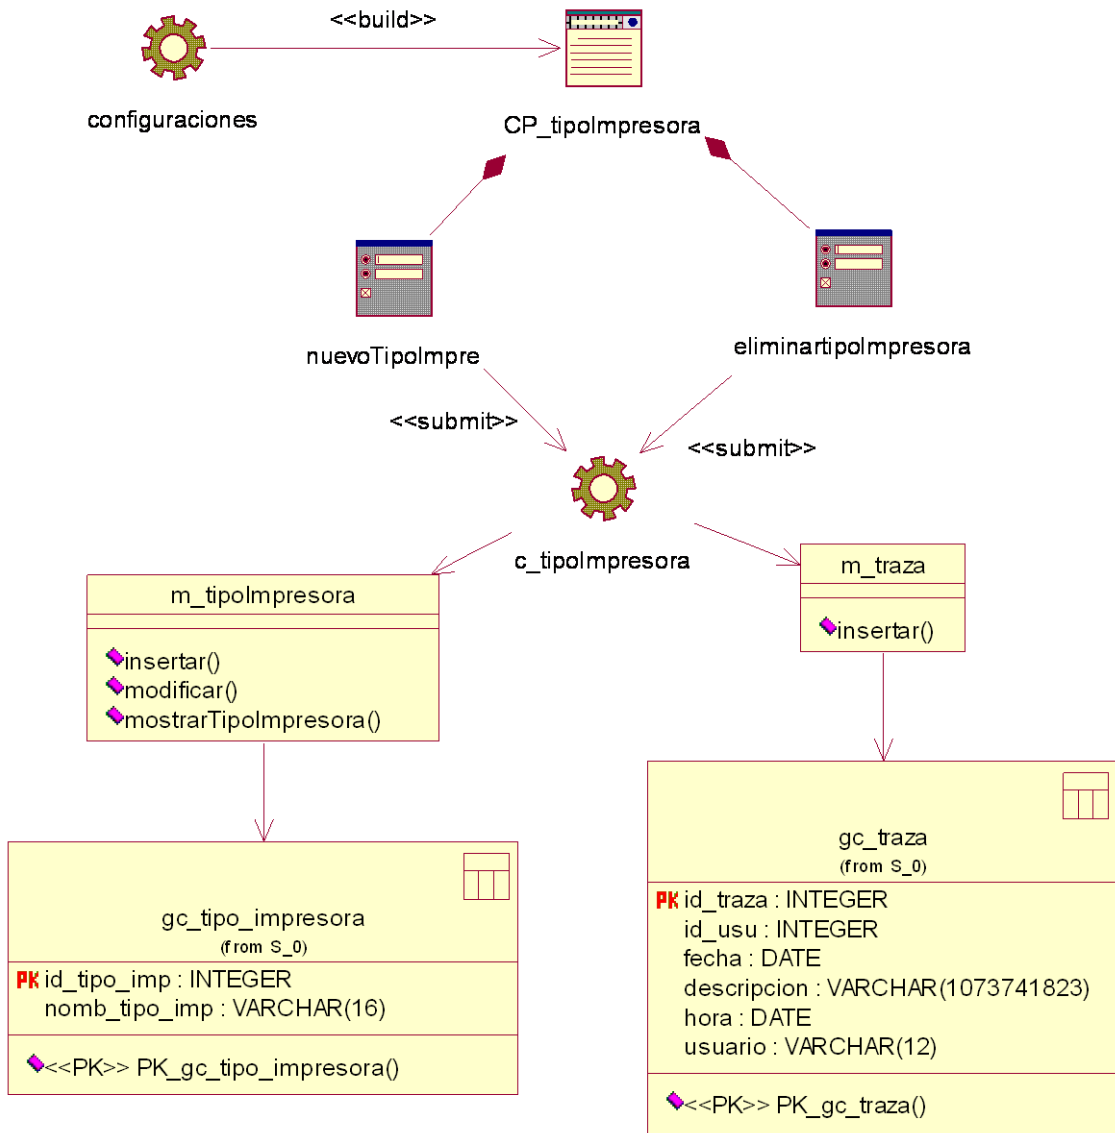 <<build>>
configuraciones
CP_tipoImpresora
nuevoTipoImpre
eliminartipoImpresora
<<submit>>
<<submit>>
c_tipoImpresora
m_tipoImpresora
insertar()
modificar()
mostrarTipoImpresora()
m_traza
insertar()
gc_tipo_impresora
(from S_0)
PK id_tipo_imp : INTEGER
nomb_tipo_imp : VARCHAR(16)
<<PK>> PK_gc_tipo_impresora()
gc_traza
(from S_0)
PK id_traza : INTEGER
id_usu : INTEGER
fecha : DATE
descripcion : VARCHAR(1073741823)
hora : DATE
usuario : VARCHAR(12)
<<PK>> PK_gc_traza()